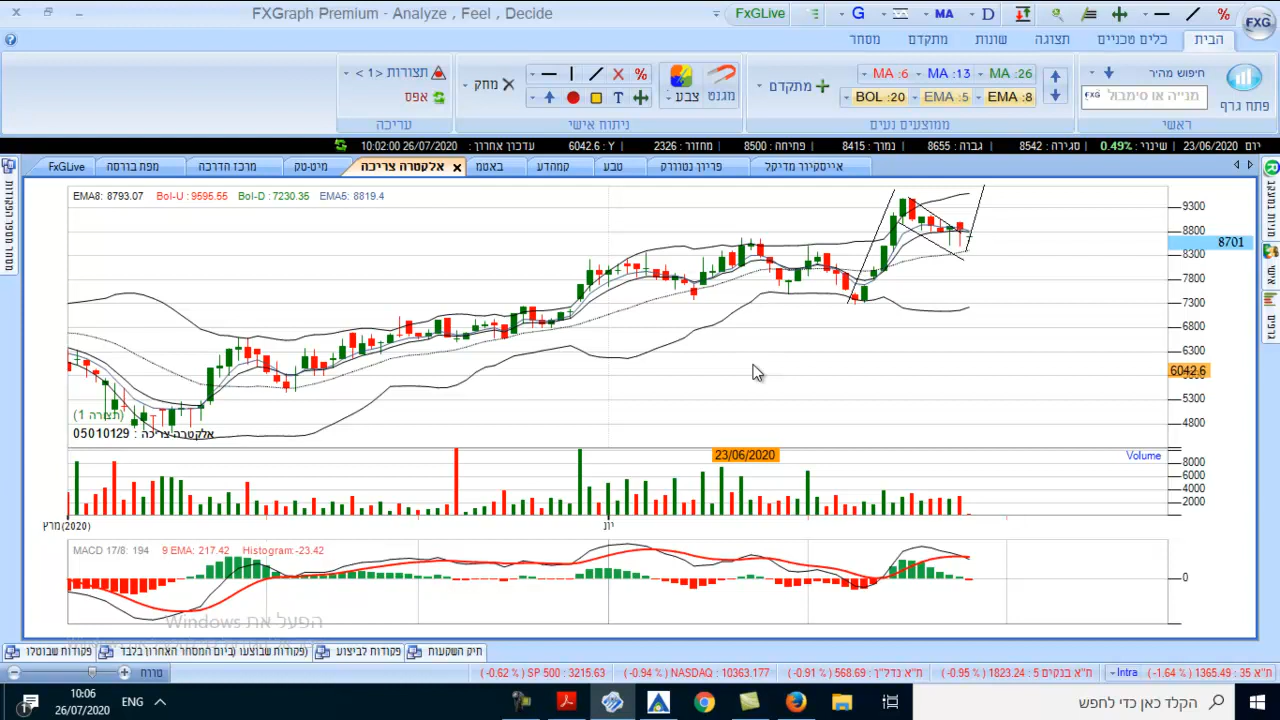 FXGraph Premium - Analyze , Feel , Decide
FxGLive
G
MA
D
%
FXG
הבית
כלים טכניים
תצוגה
שונות
מתקדם
מסחר
פתח גרף
חיפוש מהיר
מנייה או סימבול
FXG
ראשי
MA :6
MA :13
MA :26
BOL :20
EMA :5
EMA :8
ממוצעים נעים
מתקדם
מגנט
צבע
%
T
ניתוח אישי
מחק
תצורות <1 >
אפס
עריכה
יום 23/06/2020
שינוי: 0.49%
סגירה: 8542
גבוה: 8655
נמוך: 8415
פתיחה: 8500
מחזור: 2326
Y : 6042.6
עדכון אחרון: 26/07/2020 10:02:00
FxGLive
מפת בורסה
מרכז הדרכה
מיט-טק
אלקטרה צריכה
באטמ
קמהדע
טבע
פריון נטוורק
אייסקיור מדיקל
EMA8: 8793.07
Bol-U : 9595.55
Bol-D : 7230.35
EMA5: 8819.4
9300
8800
8701
8300
7800
7300
6800
6300
6042.6
5300
4800
(תצורה 1)
אלקטרה צריכה : 05010129
23/06/2020
Volume
8000
6000
4000
2000
מרץ(2020)
יונ
MACD 17/8: 194
9 EMA: 217.42
Histogram:-23.42
0
הפעל את Windows
תיק השקעות
פקודות לביצוע
פקודות שבוצעו (ביום המסחר האחרון בלבד)
פקודות שבוטלו
טווח
Intra
ת"א 35 : 1365.49 (-1.64 %)
ת"א בנקים 5 : 1823.24 (-0.95 %)
ת"א נדל"ן : 568.69 (-0.91 %)
NASDAQ : 10363.177 (-0.94 %)
SP 500 : 3215.63 (-0.62 %)
10:06
26/07/2020
ENG
הקלד כאן כדי לחפש